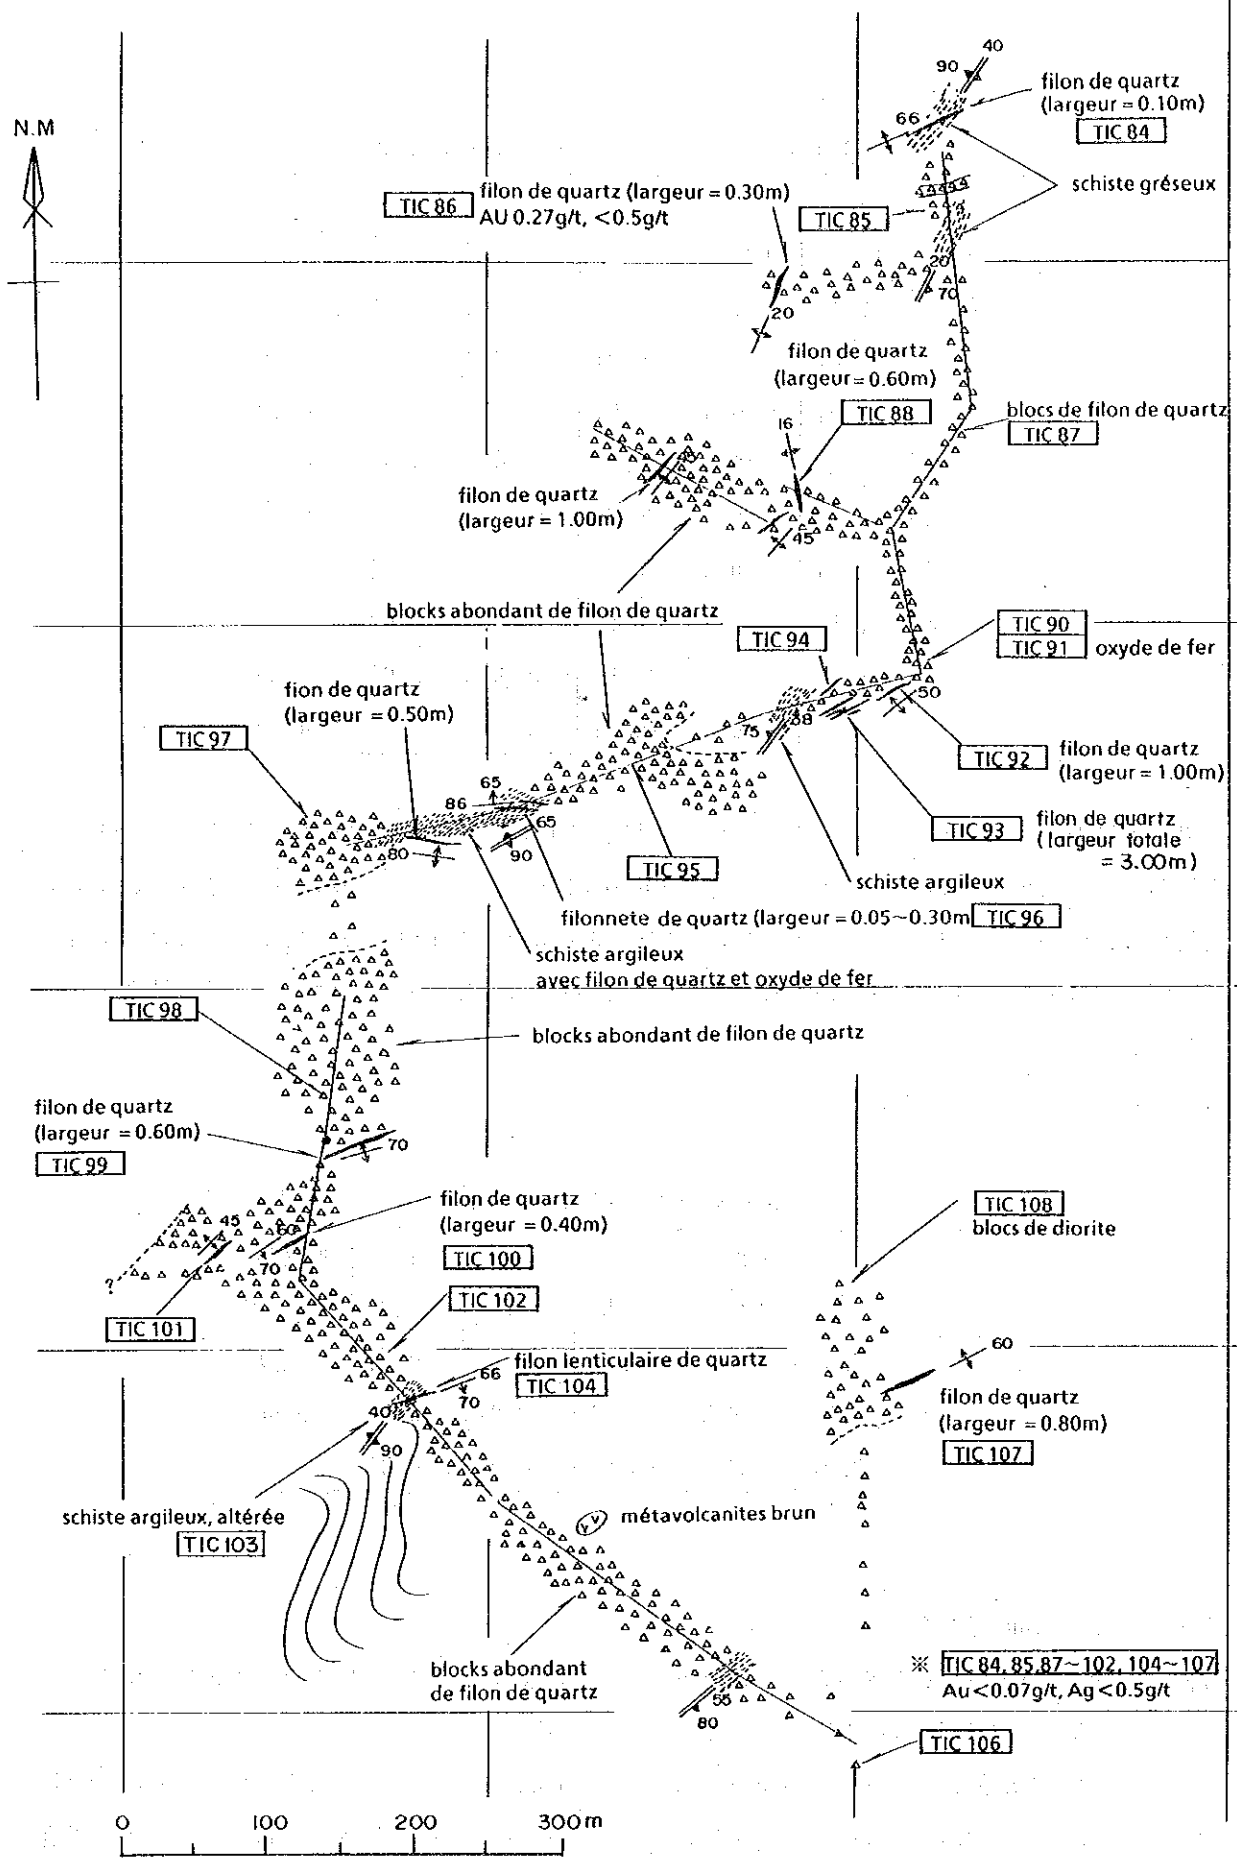 40
90
filon de quartz
(largeur = 0.10m)
66
TIC 84
N.M
schiste gréseux
TIC 86 filon de quartz (largeur = 0.30m)
AU 0.27g/t, <0.5g/t
TIC 85
20
70
20
filon de quartz
(largeur = 0.60m)
TIC 88
blocs de filon de quartz
TIC 87
16
filon de quartz
(largeur = 1.00m)
45
blocks abondant de filon de quartz
TIC 90
TIC 91 oxyde de fer
TIC 94
50
fion de quartz
(largeur = 0.50m)
TIC 97
75
68
TIC 92 filon de quartz
(largeur = 1.00m)
65
86
65
80
90
TIC 93 filon de quartz
(largeur totale
= 3.00m)
TIC 95
schiste argileux
filonnete de quartz (largeur = 0.05~0.30m TIC 96
schiste argileux
avec filon de quartz et oxyde de fer
TIC 98
blocks abondant de filon de quartz
filon de quartz
(largeur = 0.60m)
TIC 99
70
filon de quartz
(largeur = 0.40m)
TIC 100
TIC 108
blocs de diorite
45
60
70
?
TIC 101
TIC 102
60
filon lenticulaire de quartz
TIC 104
66
70
40
90
filon de quartz
(largeur = 0.80m)
TIC 107
schiste argileux, altérée
TIC 103
V V
métavolcanites brun
blocks abondant
de filon de quartz
55
80
※ TIC 84, 85, 87~102, 104~107
Au<0.07g/t, Ag<0.5g/t
TIC 106
0 100 200 300m